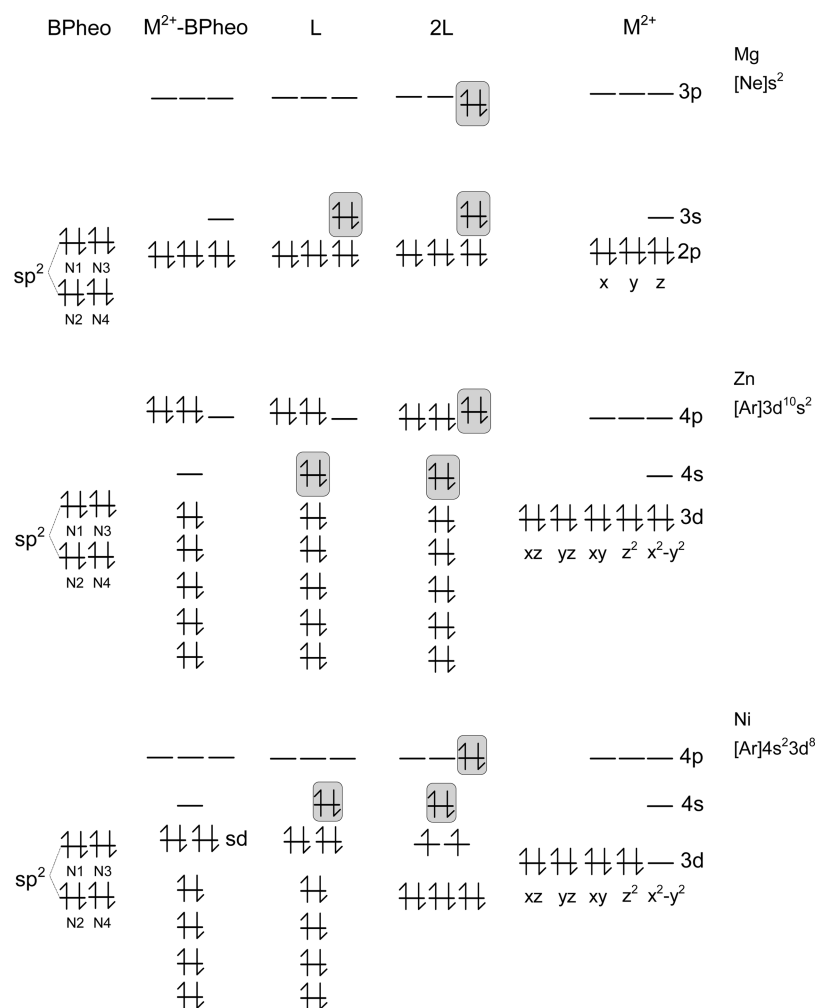 BPheo M²⁺-BPheo L 2L M²⁺
Mg
[Ne]s²
3p
3s
2p
sp²
N1 N3
N2 N4
x y z
Zn
[Ar]3d¹⁰s²
4p
4s
3d
sp²
N1 N3
N2 N4
xz yz xy z² x²-y²
Ni
[Ar]4s²3d⁸
4p
4s
sd
3d
sp²
N1 N3
N2 N4
xz yz xy z² x²-y²